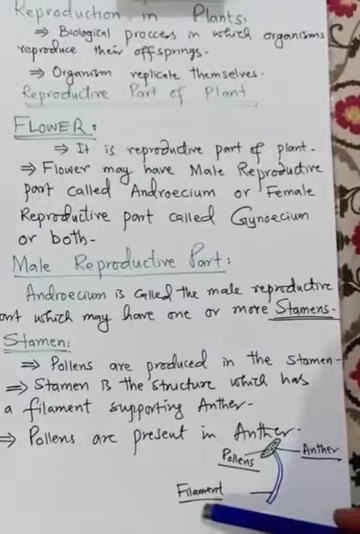 Reproduction in Plants:
⇒ Biological proccess in which organisms
reproduce their offsprings.
⇒ Organism replicate themselves.
Reproductive Part of Plant
FLOWER:
⇒ It is reproductive part of plant.
⇒ Flower may have Male Reproductive
part called Androecium or Female
Reproductive part called Gynoecium
or both-
Male Reproductive Part:
Androecium is called the male reproductive
part which may have one or more Stamens.
Stamen:
⇒ Pollens are produced in the stamen-
⇒ Stamen is the structure which has
a filament supporting Anther-
⇒ Pollens are present in Anther-
Pollens
Anther
Filament